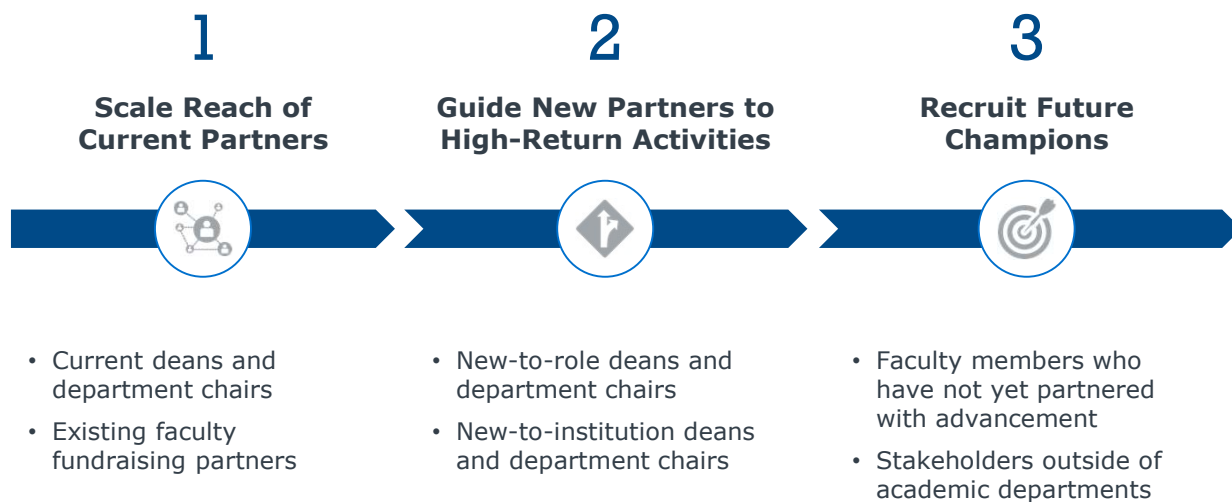 1
Scale Reach of
Current Partners
• Current deans and
department chairs
• Existing faculty
fundraising partners
2
Guide New Partners to
High-Return Activities
• New-to-role deans and
department chairs
• New-to-institution deans
and department chairs
3
Recruit Future
Champions
• Faculty members who
have not yet partnered
with advancement
• Stakeholders outside of
academic departments